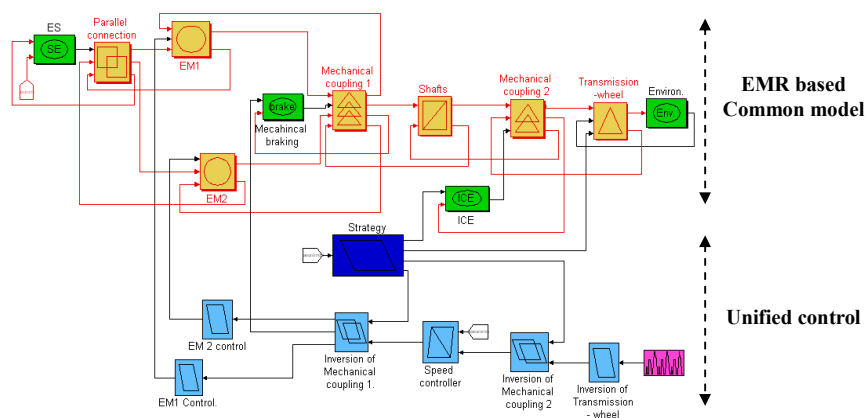 ES
SE
Parallel
connection
EM1
Mechanical
coupling 1
brake
Mecahincal
braking
Shafts
Mechanical
coupling 2
Transmission
-wheel
Environ.
Env.
EM2
ICE
ICE
Strategy
EM 2 control
EM1 Control.
Inversion of
Mechanical
coupling 1.
Speed
controller
Inversion of
Mechanical
coupling 2
Inversion of
Transmission
- wheel
EMR based
Common model
Unified control